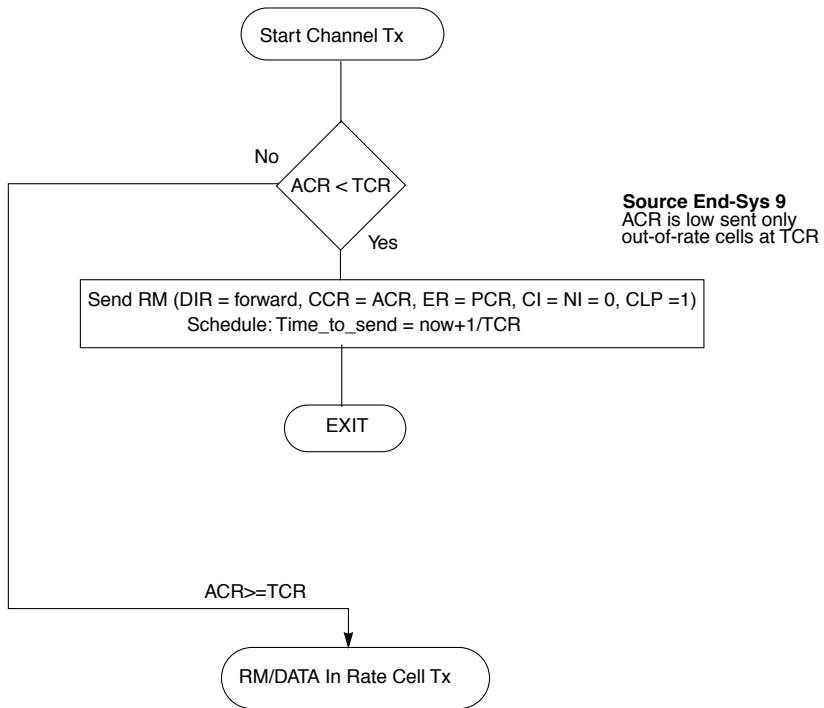 Start Channel Tx
No
ACR < TCR
Yes
Source End-Sys 9
ACR is low sent only
out-of-rate cells at TCR
Send RM (DIR = forward, CCR = ACR, ER = PCR, CI = NI = 0, CLP =1)
Schedule: Time_to_send = now+1/TCR
EXIT
ACR>=TCR
RM/DATA In Rate Cell Tx